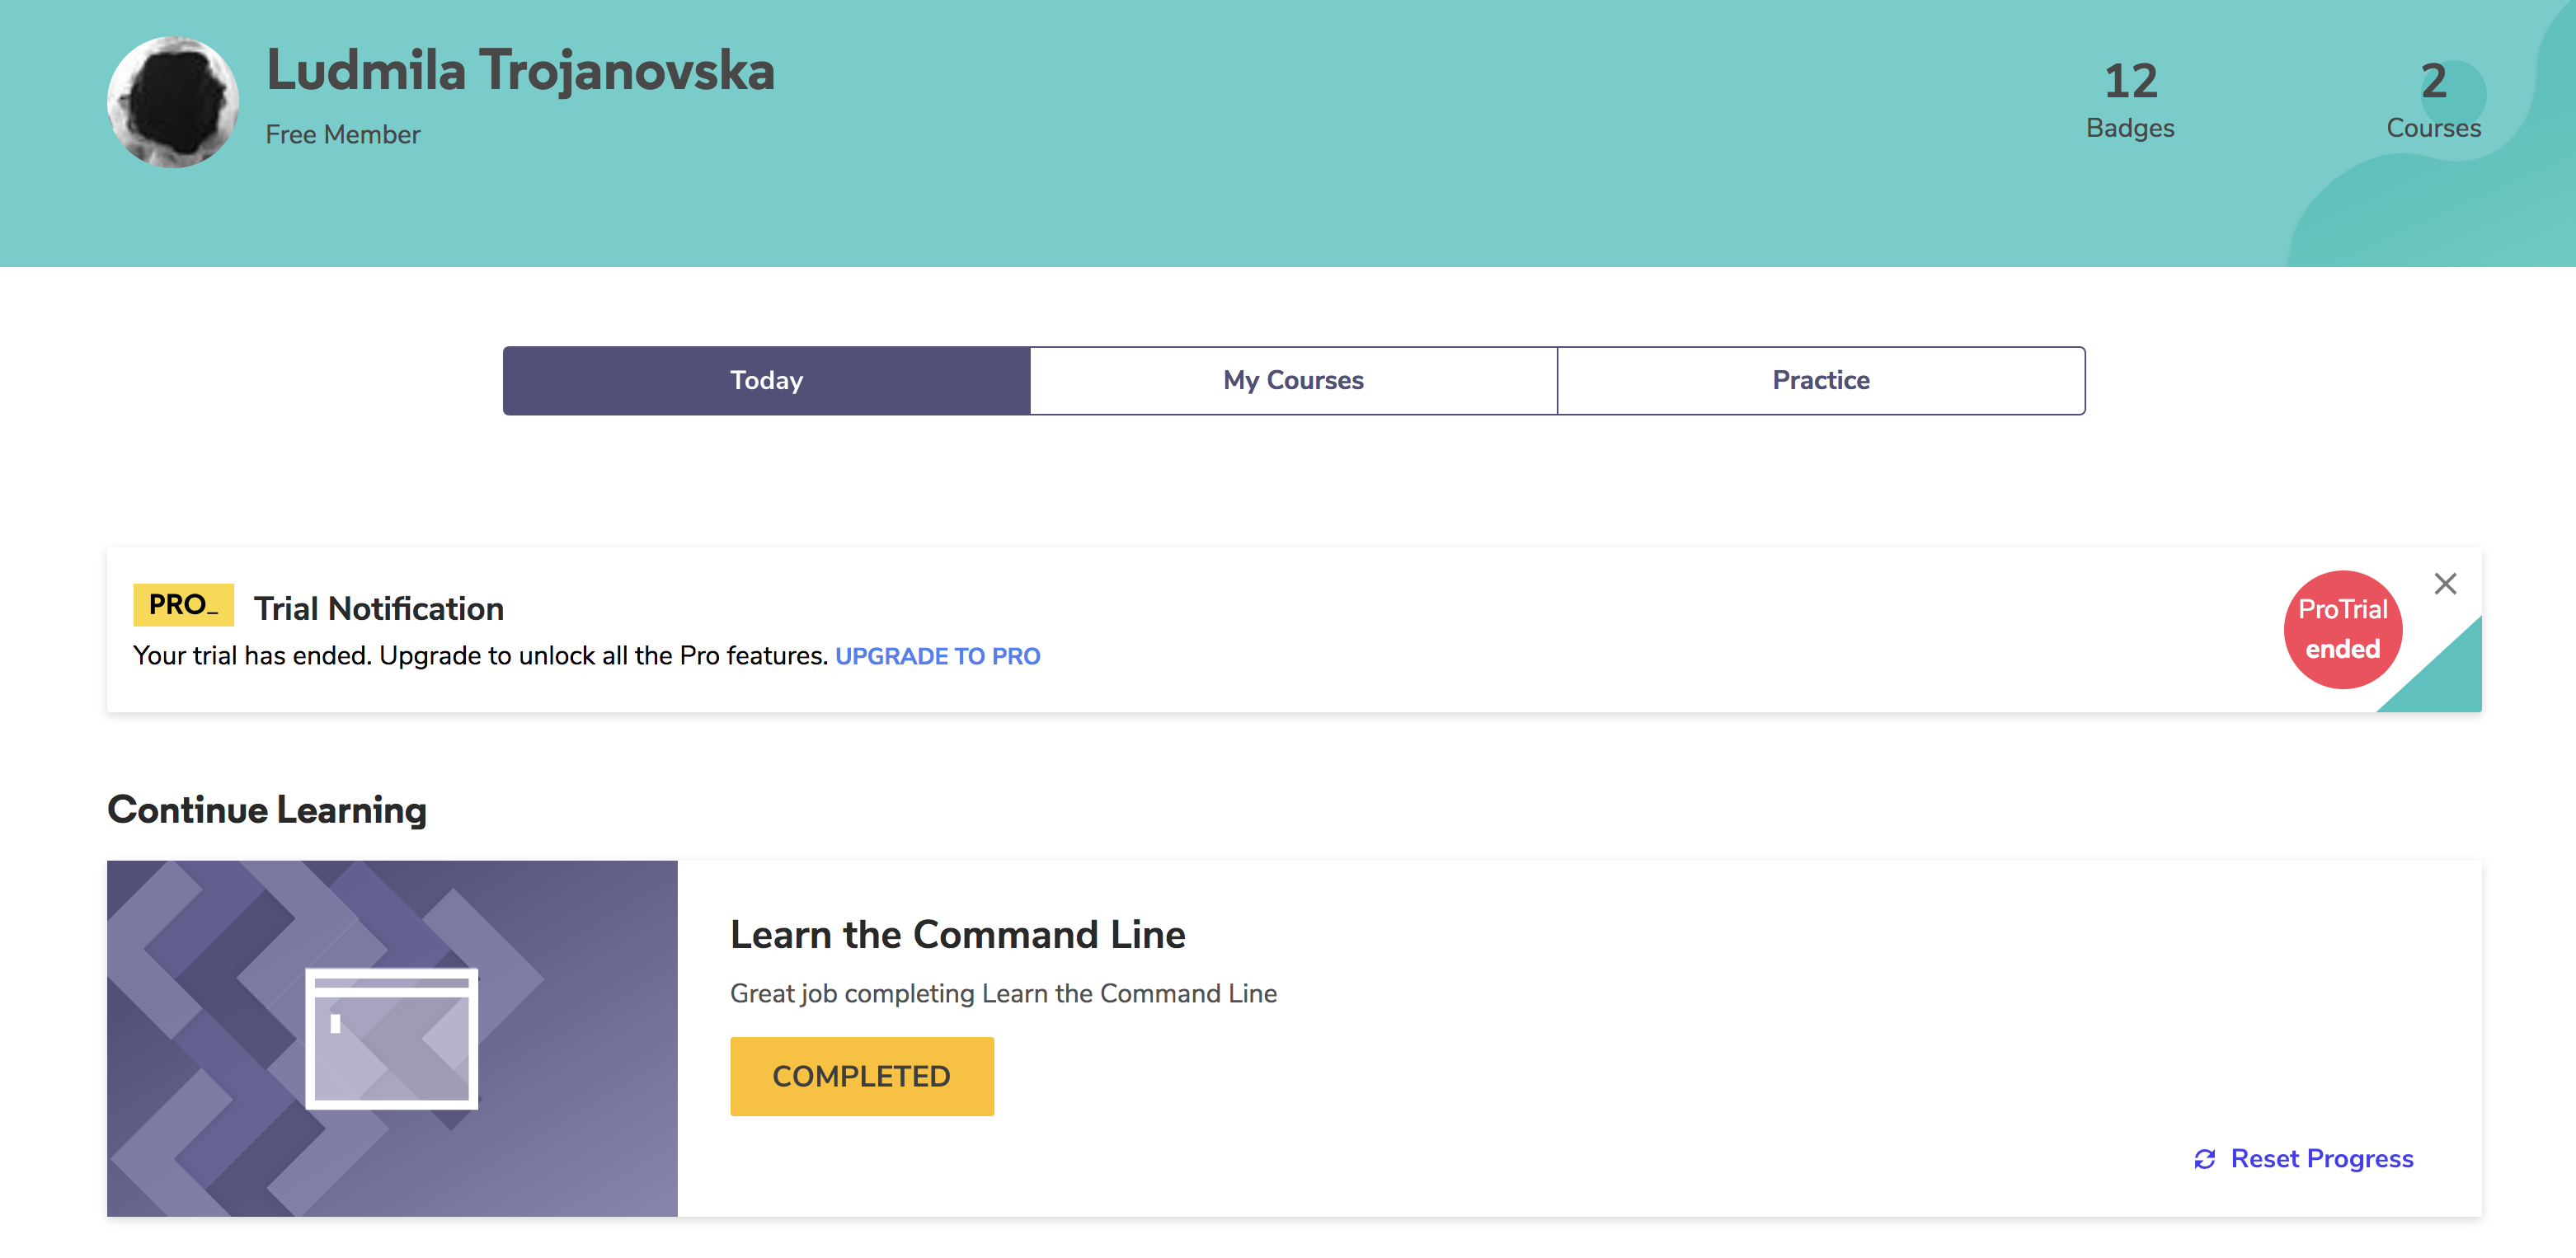 Ludmila Trojanovska
Free Member
12
Badges
2
Courses
Today
My Courses
Practice
PRO_ Trial Notification
Your trial has ended. Upgrade to unlock all the Pro features. UPGRADE TO PRO
ProTrial
ended
Continue Learning
Learn the Command Line
Great job completing Learn the Command Line
COMPLETED
Reset Progress